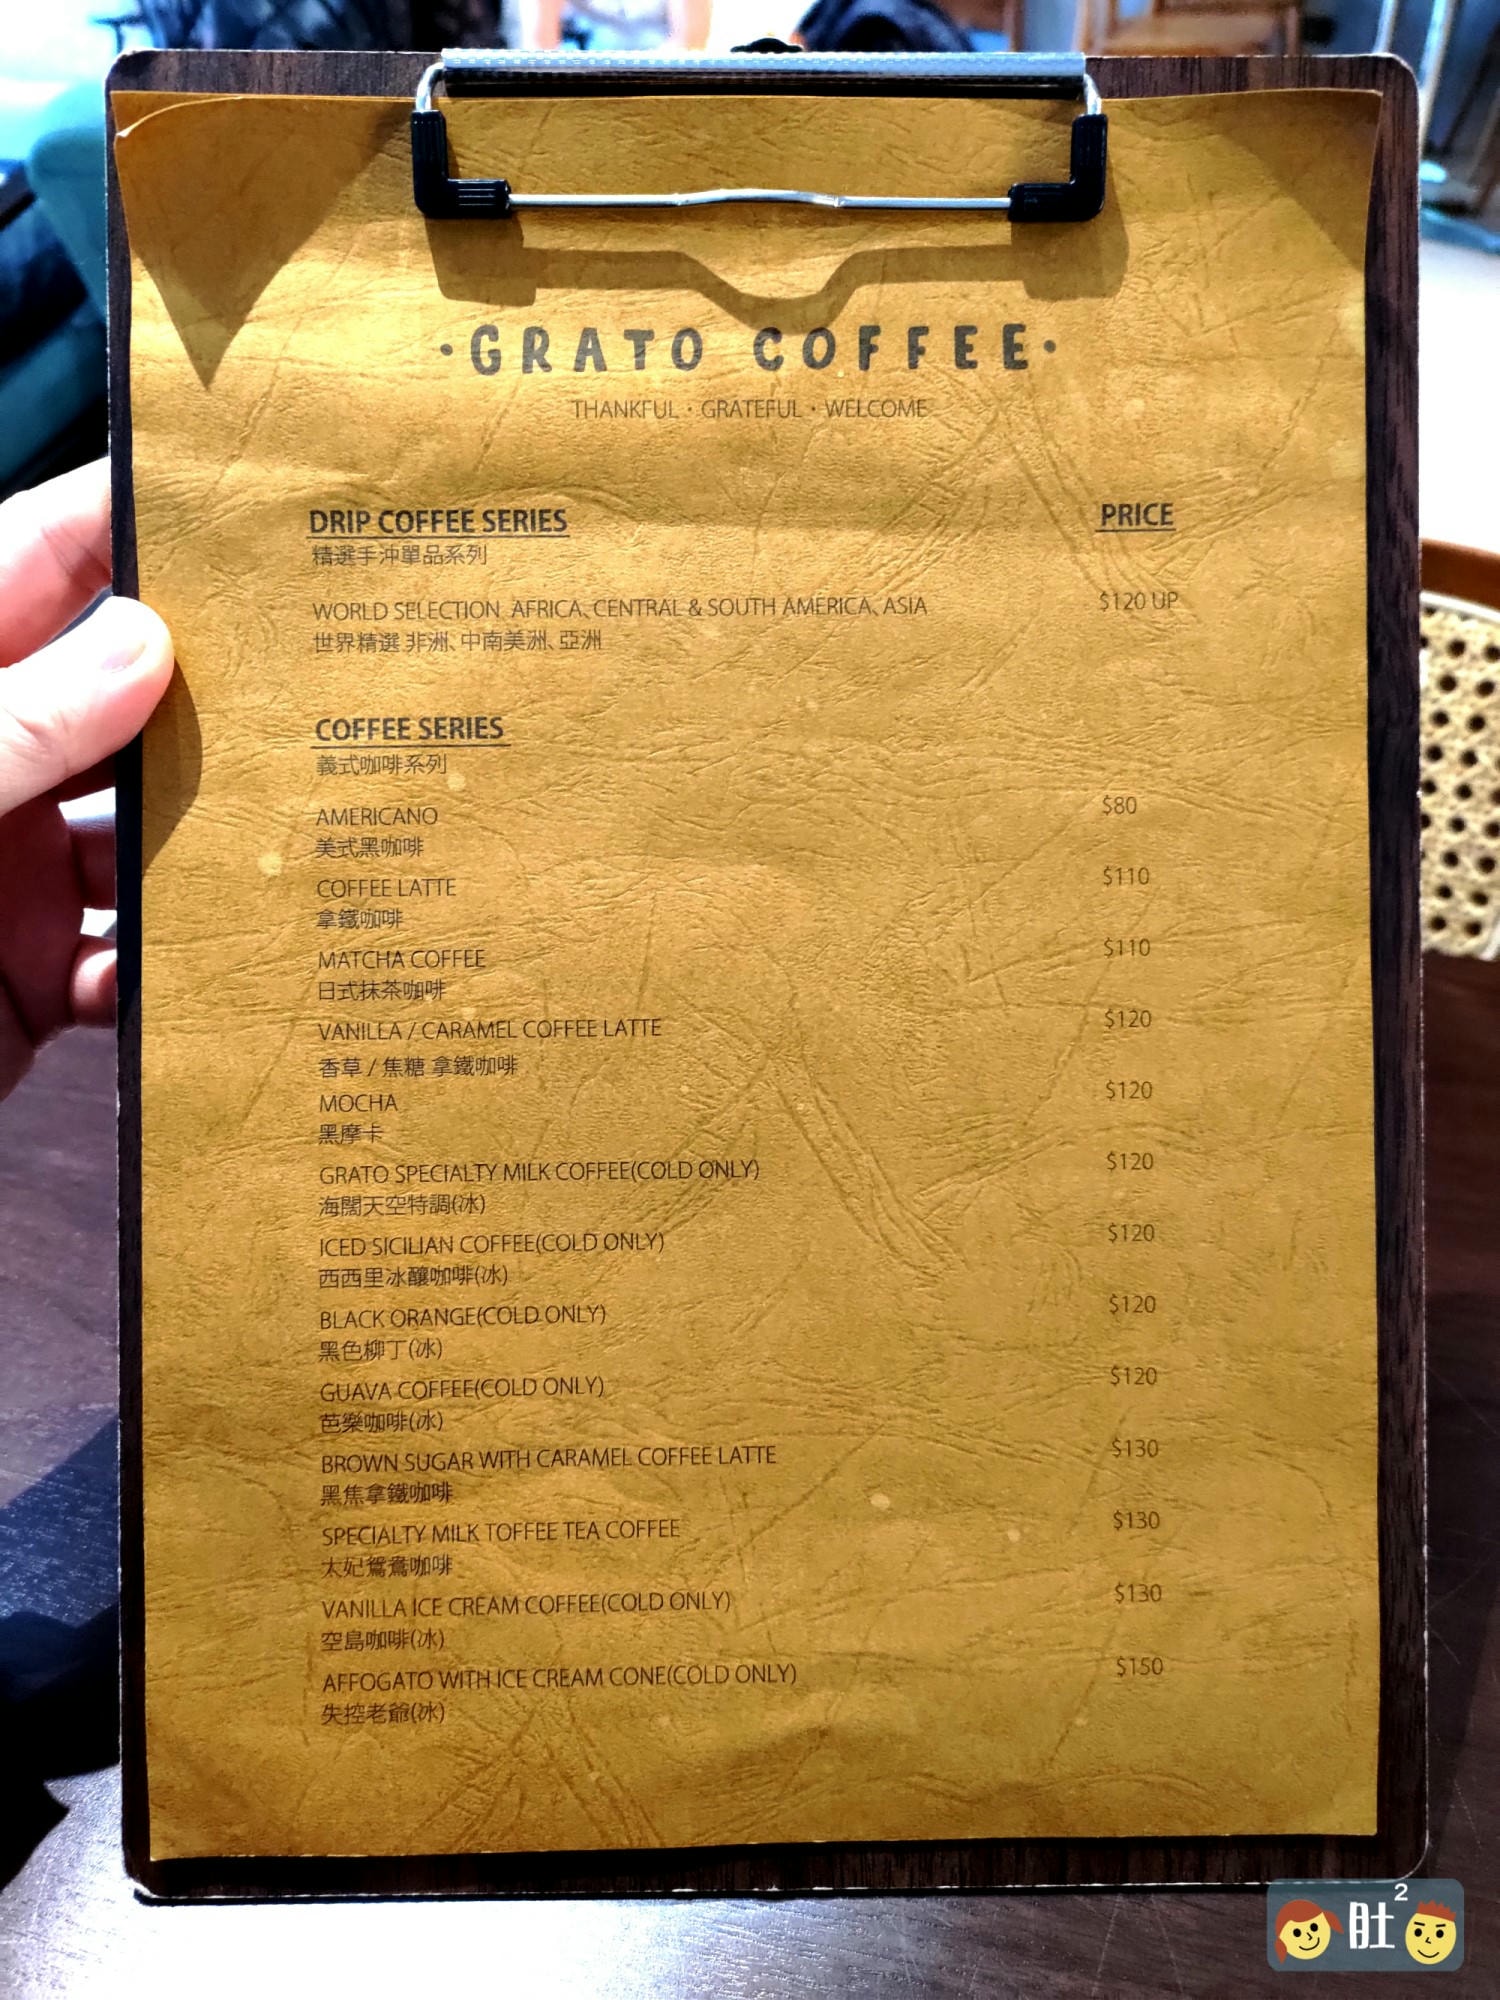 ·GRATO COFFEE·
THANKFUL · GRATEFUL · WELCOME
DRIP COFFEE SERIES PRICE
精選手沖單品系列
WORLD SELECTION AFRICA、CENTRAL & SOUTH AMERICA、ASIA $120 UP
世界精選 非洲、中南美洲、亞洲
COFFEE SERIES
義式咖啡系列
AMERICANO $80
美式黑咖啡
COFFEE LATTE $110
拿鐵咖啡
MATCHA COFFEE $110
日式抹茶咖啡
VANILLA / CARAMEL COFFEE LATTE $120
香草 / 焦糖 拿鐵咖啡
MOCHA $120
黑摩卡
GRATO SPECIALTY MILK COFFEE(COLD ONLY) $120
海闊天空特調(冰)
ICED SICILIAN COFFEE(COLD ONLY) $120
西西里冰釀咖啡(冰)
BLACK ORANGE(COLD ONLY) $120
黑色柳丁(冰)
GUAVA COFFEE(COLD ONLY) $120
芭樂咖啡(冰)
BROWN SUGAR WITH CARAMEL COFFEE LATTE $130
黑焦拿鐵咖啡
SPECIALTY MILK TOFFEE TEA COFFEE $130
太妃鴛鴦咖啡
VANILLA ICE CREAM COFFEE(COLD ONLY) $130
空島咖啡(冰)
AFFOGATO WITH ICE CREAM CONE(COLD ONLY) $150
失控老爺(冰)
肚2